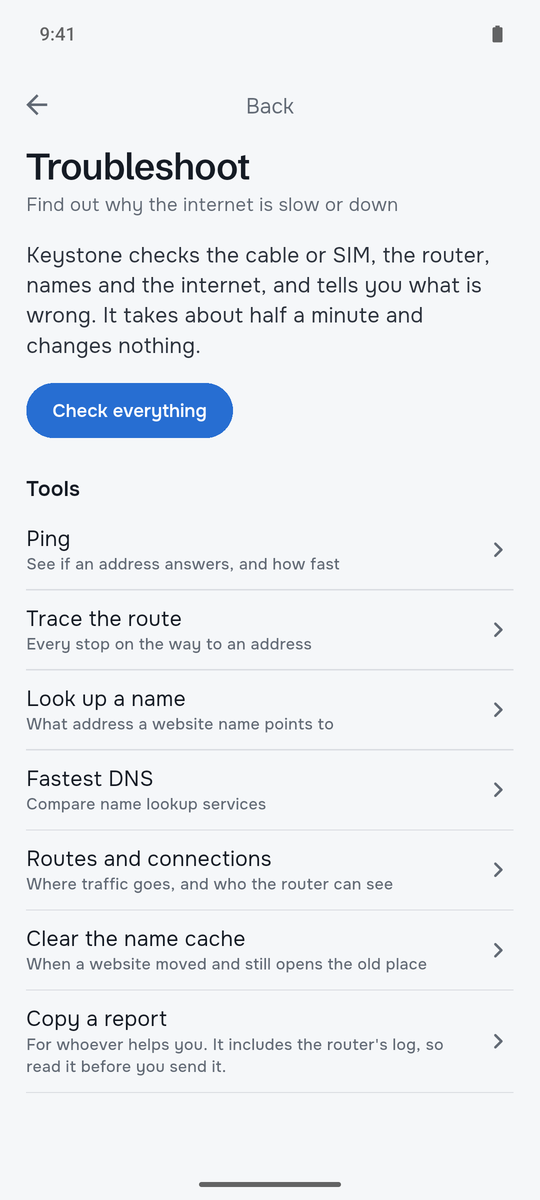 9:41
Back
Troubleshoot
Find out why the internet is slow or down
Keystone checks the cable or SIM, the router,
names and the internet, and tells you what is
wrong. It takes about half a minute and
changes nothing.
Check everything
Tools
Ping
See if an address answers, and how fast
Trace the route
Every stop on the way to an address
Look up a name
What address a website name points to
Fastest DNS
Compare name lookup services
Routes and connections
Where traffic goes, and who the router can see
Clear the name cache
When a website moved and still opens the old place
Copy a report
For whoever helps you. It includes the router's log, so
read it before you send it.